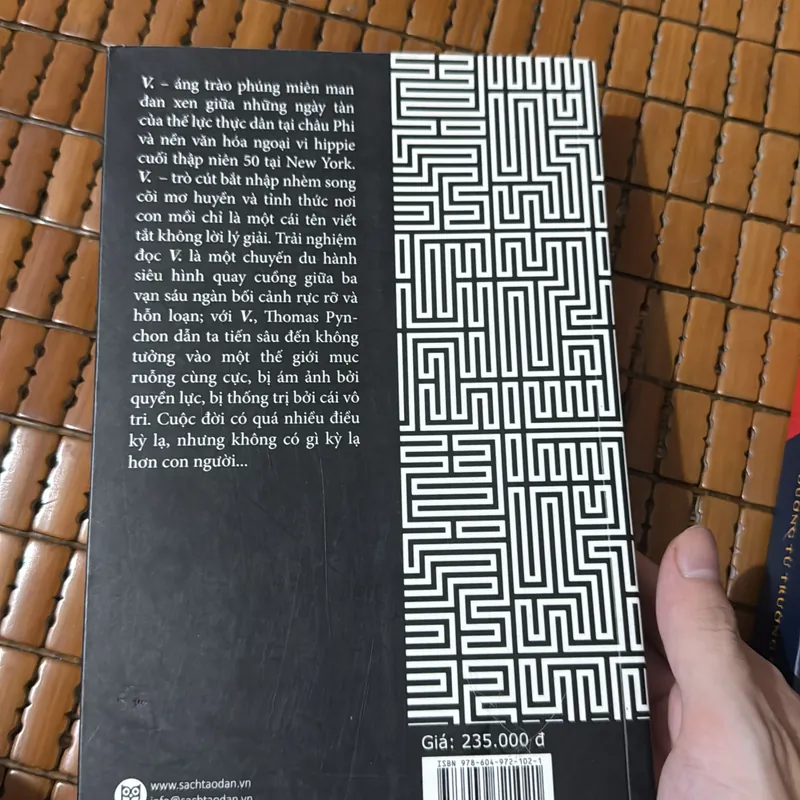 V. – áng trào phúng miên man
đan xen giữa những ngày tàn
của thế lực thực dân tại châu Phi
và nền văn hóa ngoại vi hippie
cuối thập niên 50 tại New York.
V. – trò cút bắt nhập nhèm song
cõi mơ huyền và tỉnh thức nơi
con mồi chỉ là một cái tên viết
tắt không lời lý giải. Trải nghiệm
đọc V. là một chuyến du hành
siêu hình quay cuồng giữa ba
vạn sáu ngàn bối cảnh rực rỡ và
hỗn loạn; với V., Thomas Pyn-
chon dẫn ta tiến sâu đến không
tưởng vào một thế giới mục
ruỗng cùng cực, bị ám ảnh bởi
quyền lực, bị thống trị bởi cái vô
tri. Cuộc đời có quá nhiều điều
kỳ lạ, nhưng không có gì kỳ lạ
hơn con người...
Giá: 235.000 đ
ISBN 978-604-972-102-1
www.sachtaodan.vn
info@sachtaodan.vn
DƯƠNG TỬ THƯỜNG